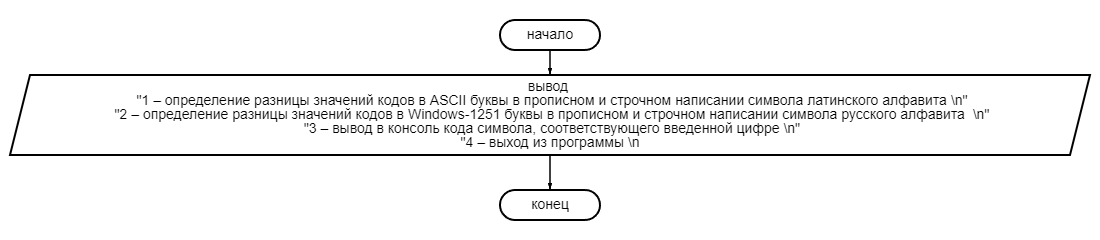 начало
вывод
"1 – определение разницы значений кодов в ASCII буквы в прописном и строчном написании символа латинского алфавита \n"
"2 – определение разницы значений кодов в Windows-1251 буквы в прописном и строчном написании символа русского алфавита  \n"
"3 – вывод в консоль кода символа, соответствующего введенной цифре \n"
"4 – выход из программы \n
конец